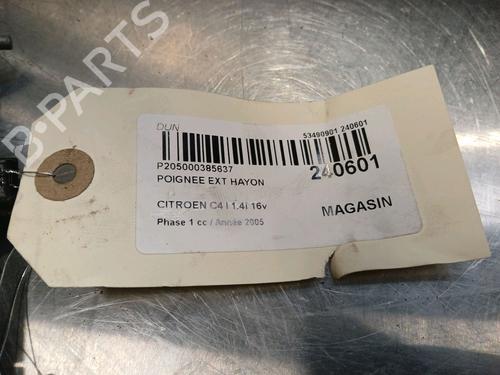 B-PARTS
DUN
53490901 240601
P205000385637
240601
POIGNEE EXT HAYON
CITROEN C4 I 1.4i 16v
MAGASIN
Phase 1 cc / Année 2005